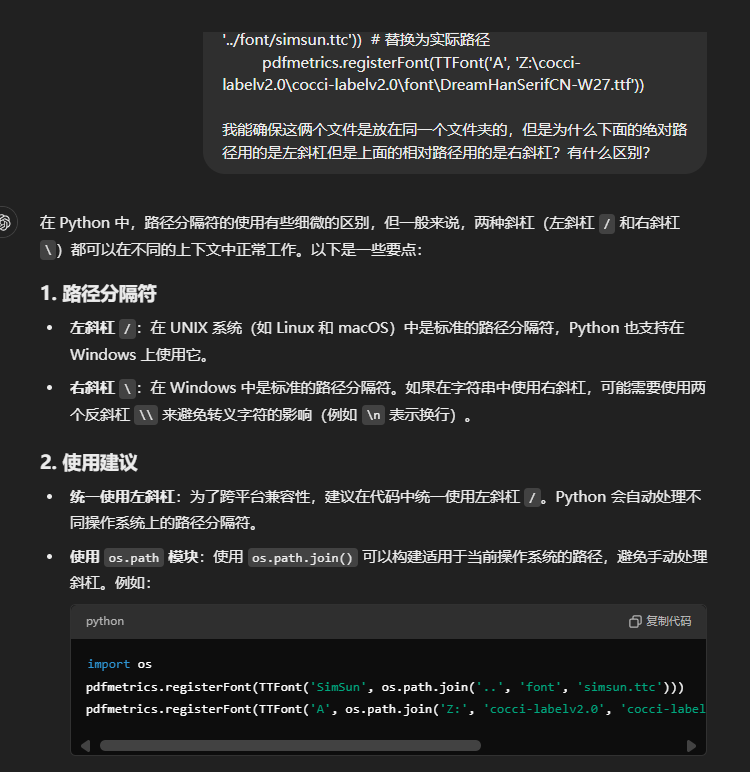 '../font/simsun.ttc'))  # 替换为实际路径
pdfmetrics.registerFont(TTFont('A', 'Z:\cocci-
labelv2.0\cocci-labelv2.0\font\DreamHanSerifCN-W27.ttf'))
我能确保这俩个文件是放在同一个文件夹的，但是为什么下面的绝对路
径用的是左斜杠但是上面的相对路径用的是右斜杠？有什么区别？
在 Python 中，路径分隔符的使用有些细微的区别，但一般来说，两种斜杠（左斜杠 / 和右斜杠
\）都可以在不同的上下文中正常工作。以下是一些要点：
1. 路径分隔符
• 左斜杠 /：在 UNIX 系统（如 Linux 和 macOS）中是标准的路径分隔符，Python 也支持在
Windows 上使用它。
• 右斜杠 \：在 Windows 中是标准的路径分隔符。如果在字符串中使用右斜杠，可能需要使用两
个反斜杠 \\ 来避免转义字符的影响（例如 \n 表示换行）。
2. 使用建议
• 统一使用左斜杠：为了跨平台兼容性，建议在代码中统一使用左斜杠 /。Python 会自动处理不
同操作系统上的路径分隔符。
• 使用 os.path 模块：使用 os.path.join() 可以构建适用于当前操作系统的路径，避免手动处理
斜杠。例如：
python 复制代码
import os
pdfmetrics.registerFont(TTFont('SimSun', os.path.join('..', 'font', 'simsun.ttc')))
pdfmetrics.registerFont(TTFont('A', os.path.join('Z:', 'cocci-labelv2.0', 'cocci-label